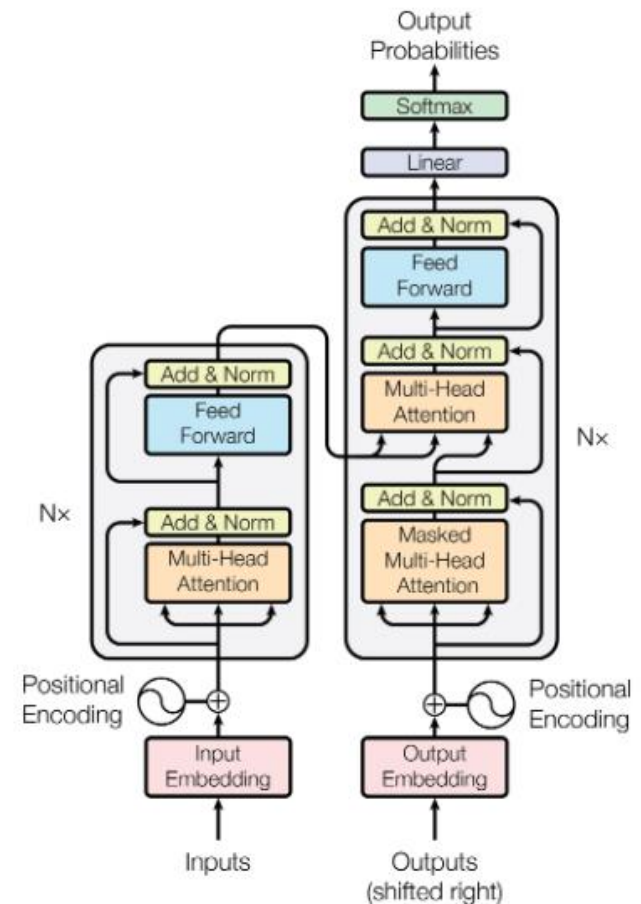 Output
Probabilities
Softmax
Linear
Add & Norm
Feed
Forward
Add & Norm
Multi-Head
Attention
Add & Norm
Masked
Multi-Head
Attention
Nx
Add & Norm
Feed
Forward
Add & Norm
Multi-Head
Attention
Nx
Positional
Encoding
Positional
Encoding
Input
Embedding
Output
Embedding
Inputs
Outputs
(shifted right)